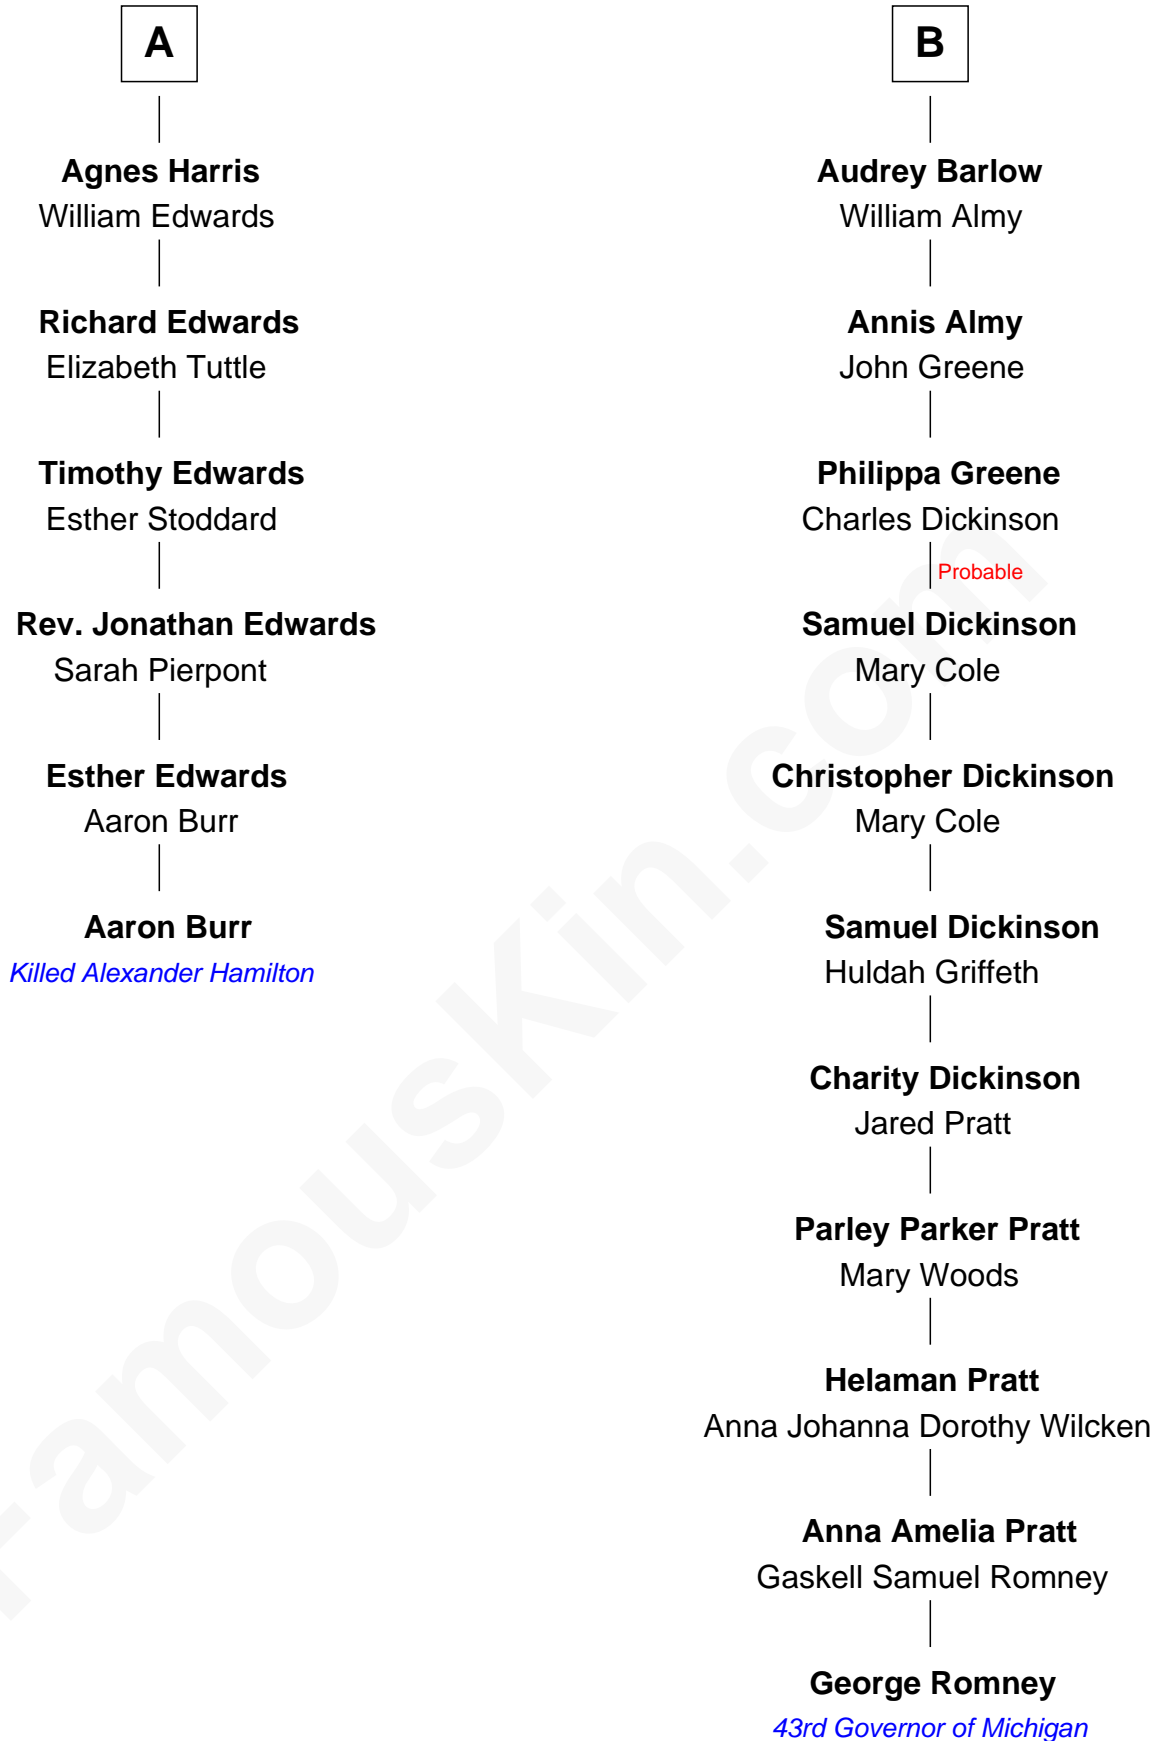 A
Agnes Harris
William Edwards
Richard Edwards
Elizabeth Tuttle
Timothy Edwards
Esther Stoddard
Rev. Jonathan Edwards
Sarah Pierpont
Esther Edwards
Aaron Burr
Aaron Burr
Killed Alexander Hamilton
B
Audrey Barlow
William Almy
Annis Almy
John Greene
Philippa Greene
Charles Dickinson
Probable
Samuel Dickinson
Mary Cole
Christopher Dickinson
Mary Cole
Samuel Dickinson
Huldah Griffeth
Charity Dickinson
Jared Pratt
Parley Parker Pratt
Mary Woods
Helaman Pratt
Anna Johanna Dorothy Wilcken
Anna Amelia Pratt
Gaskell Samuel Romney
George Romney
43rd Governor of Michigan
FamousKin.com